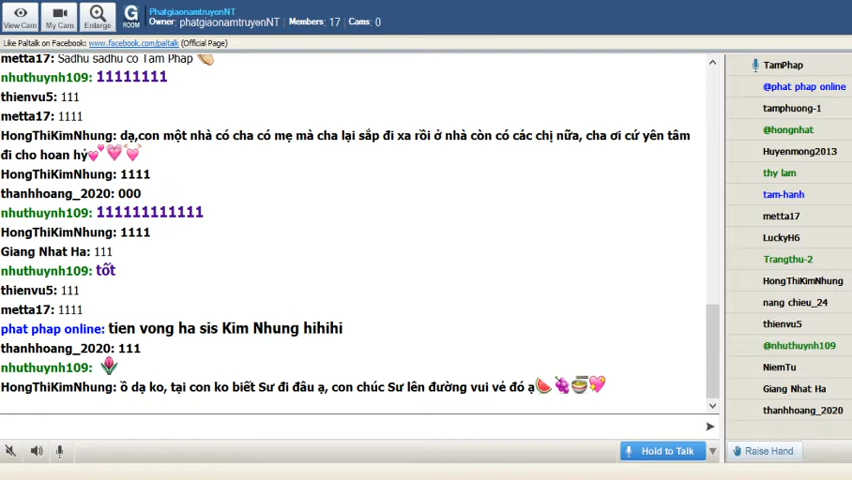 PhatgiaonamtruyenNT
Owner: phatgiaonamtruyenNT Members: 17 Cams: 0
View Cam My Cam Enlarge G ROOM
Like Paltalk on Facebook: www.facebook.com/paltalk (Official Page)
metta17: Sadhu sadhu cô Tam Pháp
nhuthuynh109: 11111111
thienvu5: 111
metta17: 1111
HongThiKimNhung: dạ,con một nhà có cha có mẹ mà cha lại sắp đi xa rồi ở nhà còn có các chị nữa, cha ơi cứ yên tâm
đi cho hoan hỷ
HongThiKimNhung: 1111
thanhhoang_2020: 000
nhuthuynh109: 111111111111
HongThiKimNhung: 1111
Giang Nhat Ha: 111
nhuthuynh109: tốt
thienvu5: 111
metta17: 1111
phat phap online: tien vong ha sis Kim Nhung hihihi
thanhhoang_2020: 111
nhuthuynh109:
HongThiKimNhung: ồ dạ ko, tại con ko biết Sư đi đâu ạ, con chúc Sư lên đường vui vẻ đó ạ
Hold to Talk
TamPhap
@phat phap online
tamphuong-1
@hongnhat
Huyenmong2013
thy lam
tam-hanh
metta17
LuckyH6
Trangthu-2
HongThiKimNhung
nang chieu_24
thienvu5
@nhuthuynh109
NiemTu
Giang Nhat Ha
thanhhoang_2020
Raise Hand